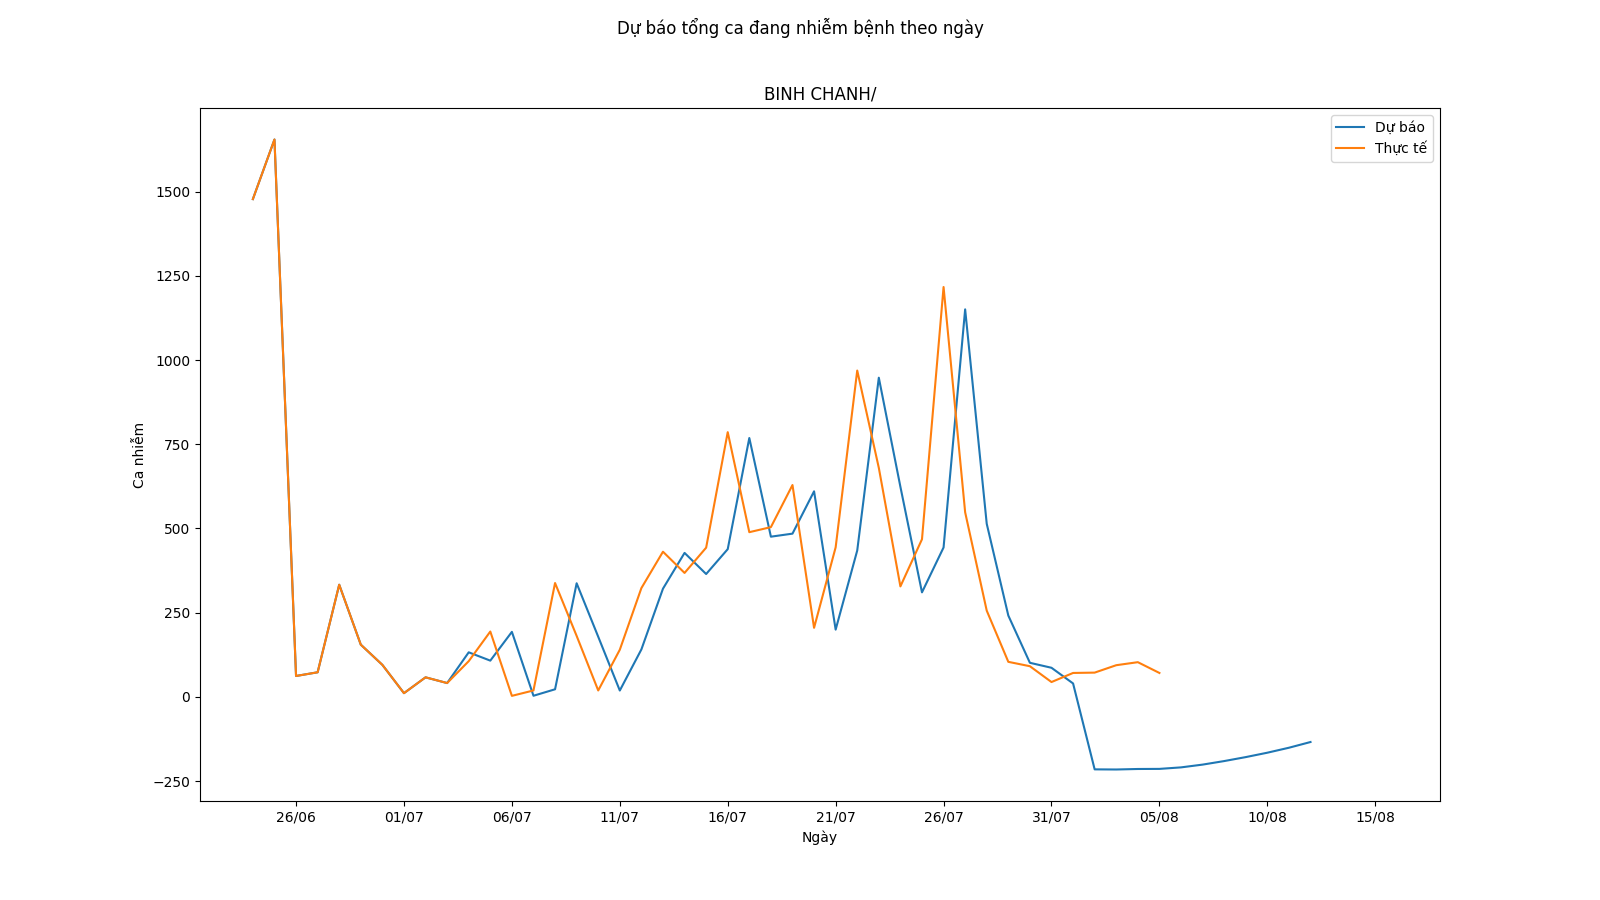 Dự báo tổng ca đang nhiễm bệnh theo ngày
BINH CHANH/
Dự báo
Thực tế
1500
1250
1000
750
500
250
0
−250
Ca nhiễm
26/06 01/07 06/07 11/07 16/07 21/07 26/07 31/07 05/08 10/08 15/08
Ngày